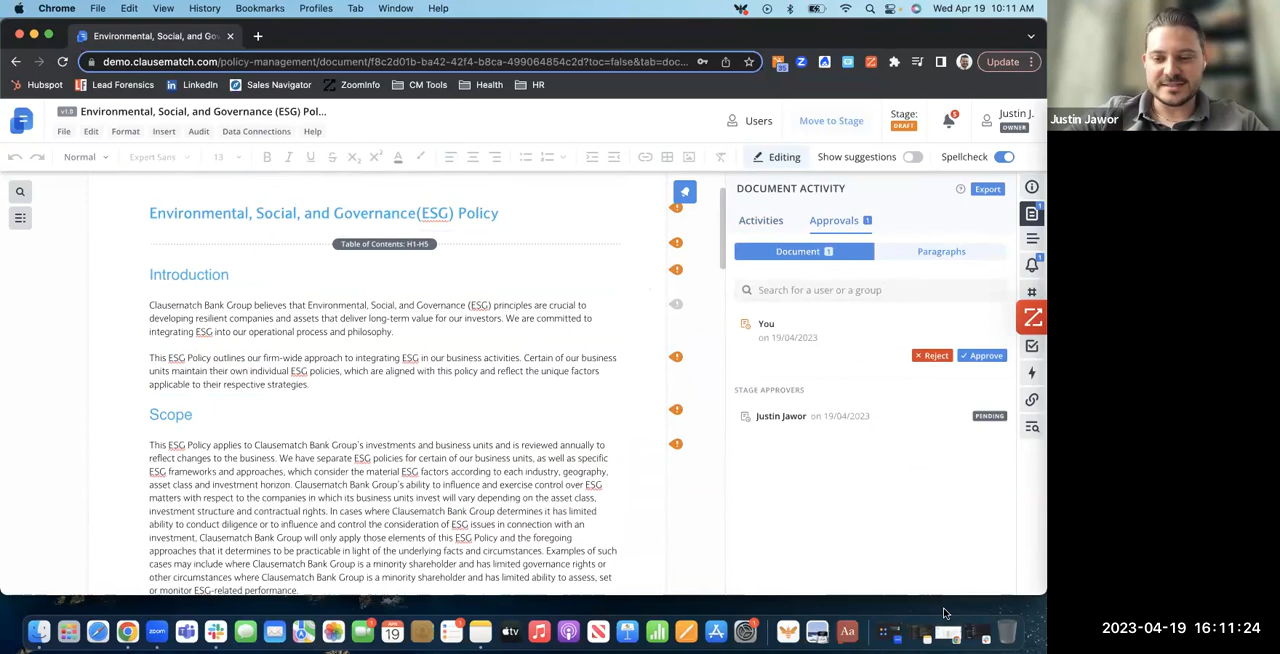 Chrome File Edit View History Bookmarks Profiles Tab Window Help Wed Apr 19 10:11 AM
Environmental, Social, and Gov
demo.clausematch.com/policy-management/document/f8c2d01b-ba42-42f4-b8ca-499064854c2d?toc=false&tab=doc... Update
Hubspot Lead Forensics LinkedIn Sales Navigator ZoomInfo CM Tools Health HR
v1.0 Environmental, Social, and Governance (ESG) Pol...
File Edit Format Insert Audit Data Connections Help
Users Move to Stage Stage: DRAFT 5 Justin J. OWNER
Normal Expert Sans 13 Editing Show suggestions Spellcheck
Environmental, Social, and Governance(ESG) Policy
Table of Contents: H1-H5
Introduction
Clausematch Bank Group believes that Environmental, Social, and Governance (ESG) principles are crucial to
developing resilient companies and assets that deliver long-term value for our investors. We are committed to
integrating ESG into our operational process and philosophy.
This ESG Policy outlines our firm-wide approach to integrating ESG in our business activities. Certain of our business
units maintain their own individual ESG policies, which are aligned with this policy and reflect the unique factors
applicable to their respective strategies.
Scope
This ESG Policy applies to Clausematch Bank Group's investments and business units and is reviewed annually to
reflect changes to the business. We have separate ESG policies for certain of our business units, as well as specific
ESG frameworks and approaches, which consider the material ESG factors according to each industry, geography,
asset class and investment horizon. Clausematch Bank Group's ability to influence and exercise control over ESG
matters with respect to the companies in which its business units invest will vary depending on the asset class,
investment structure and contractual rights. In cases where Clausematch Bank Group determines it has limited
ability to conduct diligence or to influence and control the consideration of ESG issues in connection with an
investment, Clausematch Bank Group will only apply those elements of this ESG Policy and the foregoing
approaches that it determines to be practicable in light of the underlying facts and circumstances. Examples of such
cases may include where Clausematch Bank Group is a minority shareholder and has limited governance rights or
other circumstances where Clausematch Bank Group is a minority shareholder and has limited ability to assess, set
or monitor ESG-related performance.
DOCUMENT ACTIVITY Export
Activities Approvals 1
Document 1 Paragraphs
Search for a user or a group
You
on 19/04/2023
Reject Approve
STAGE APPROVERS
Justin Jawor on 19/04/2023 PENDING
Justin Jawor
zoom
APR
19
tv
Aa
2023-04-19 16:11:24